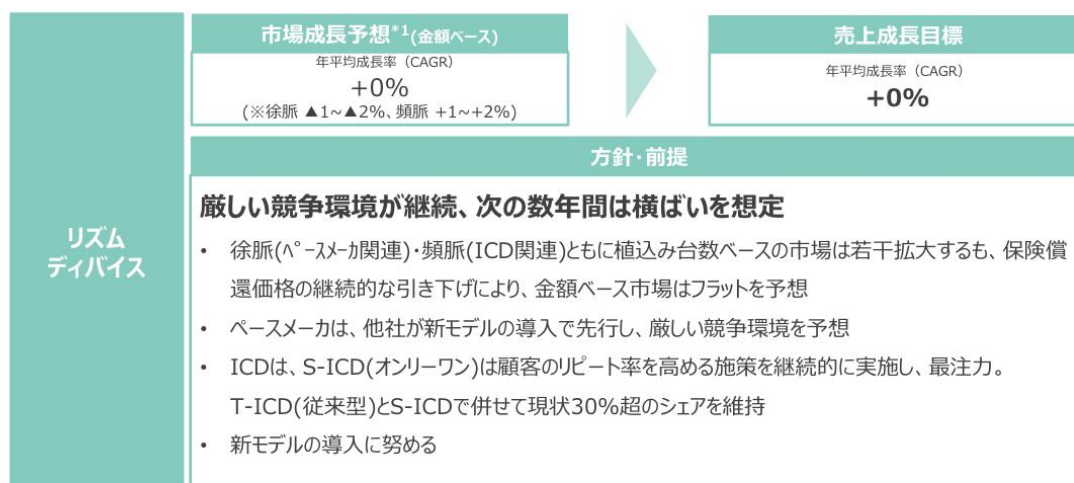 市場成長予想*1(金額ベース)
年平均成長率（CAGR）
+0%
(※徐脈 ▲1~▲2%、頻脈 +1~+2%)
売上成長目標
年平均成長率（CAGR）
+0%
方針・前提
リズム
ディバイス
厳しい競争環境が継続、次の数年間は横ばいを想定
• 徐脈(ﾍﾟｰｽﾒｰｶ関連)・頻脈(ICD関連)ともに植込み台数ベースの市場は若干拡大するも、保険償
還価格の継続的な引き下げにより、金額ベース市場はフラットを予想
• ペースメーカは、他社が新モデルの導入で先行し、厳しい競争環境を予想
• ICDは、S-ICD(オンリーワン)は顧客のリピート率を高める施策を継続的に実施し、最注力。
T-ICD(従来型)とS-ICDで併せて現状30%超のシェアを維持
• 新モデルの導入に努める